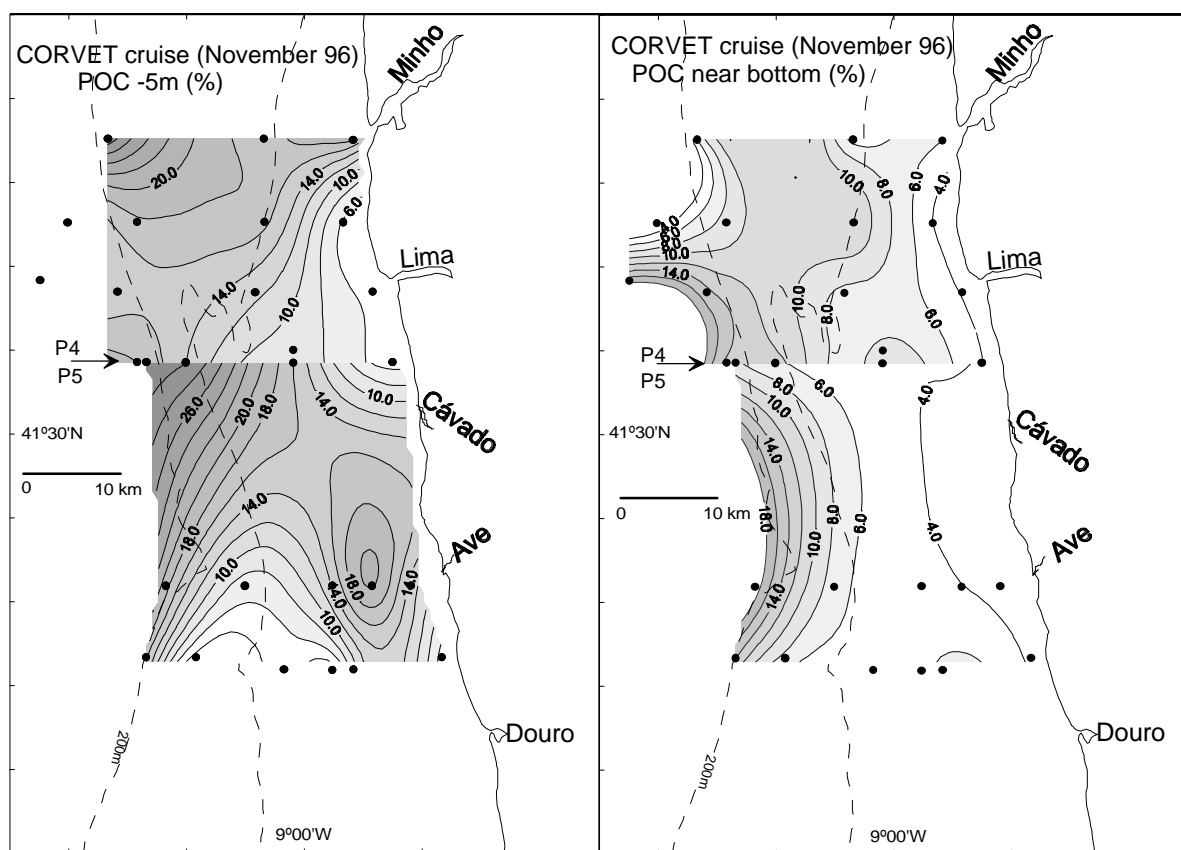 CORVET cruise (November 96)
POC -5m (%)
Minho
20.0
14.0
10.0
6.0
Lima
14.0
10.0
P4
P5
26.0
20.0
18.0
14.0
10.0
Cávado
41º30'N
0 10 km
14.0
18.0
10.0
Ave
18.0
14.0
14.0
10.0
Douro
200m
9º00'W
CORVET cruise (November 96)
POC near bottom (%)
Minho
10.0
8.0
6.0
4.0
4.0
6.0
8.0
10.0
14.0
Lima
10.0
8.0
6.0
P4
P5
8.0
6.0
10.0
4.0
14.0
Cávado
41º30'N
0 10 km
18.0
8.0
6.0
10.0
4.0
Ave
14.0
Douro
200m
9º00'W